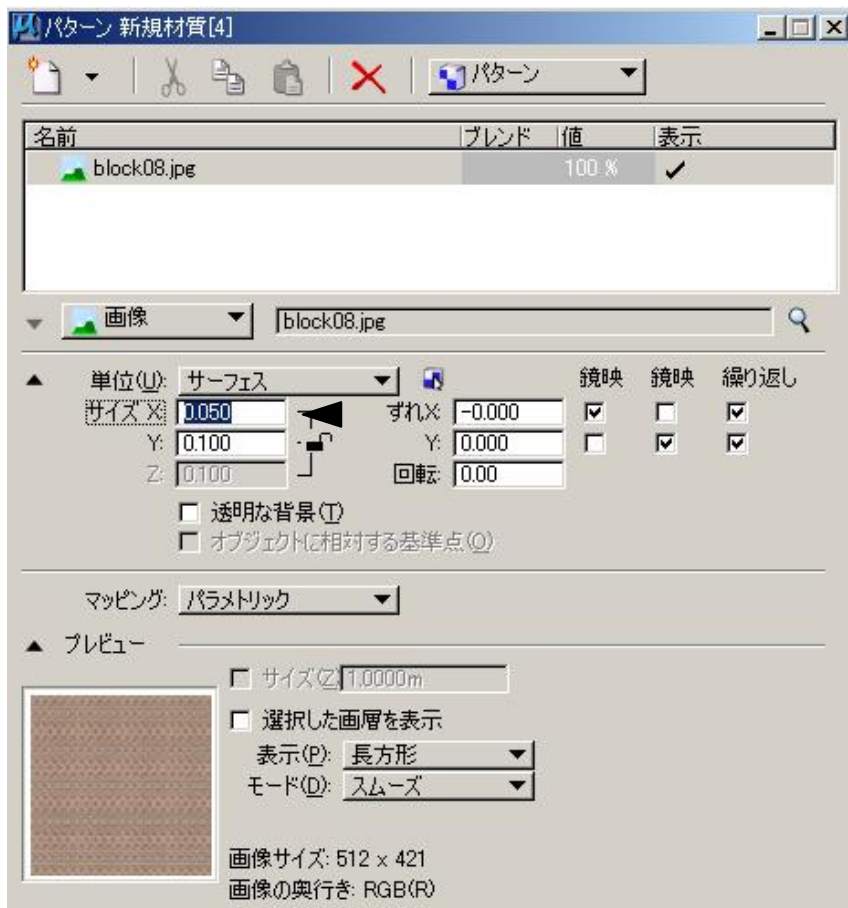 パターン 新規材質[4]
パターン
名前 ブレンド 値 表示
block08.jpg 100 %
画像 block08.jpg
単位(U): サーフェス 鏡映 鏡映 繰り返し
サイズ X: 0.050 ずれX: -0.000
Y: 0.100 Y: 0.000
Z: 0.100 回転: 0.00
透明な背景(T)
オブジェクトに相対する基準点(O)
マッピング: パラメトリック
プレビュー
サイズ(Z) 1.0000m
選択した画層を表示
表示(P): 長方形
モード(D): スムーズ
画像サイズ: 512 x 421
画像の奥行き: RGB(R)